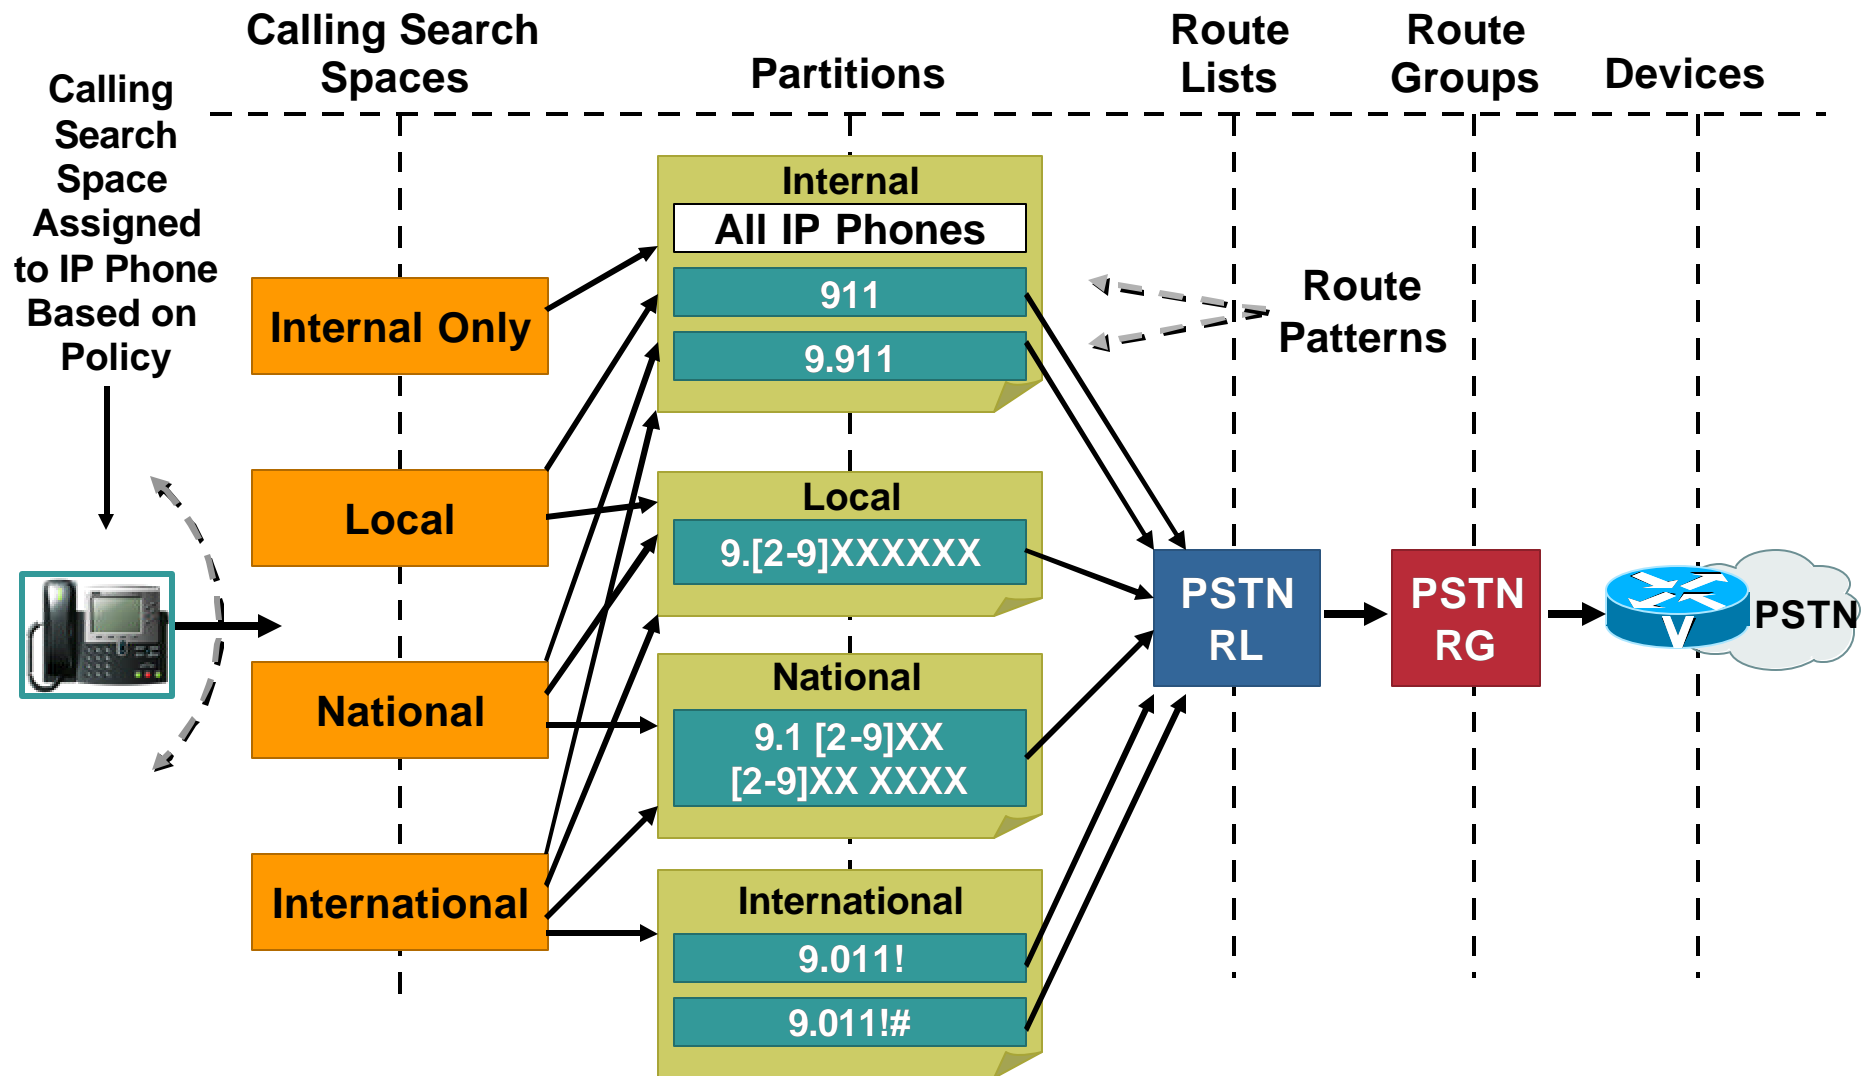 Calling Search
Spaces
Partitions
Route
Lists
Route
Groups
Devices
Calling
Search
Space
Assigned
to IP Phone
Based on
Policy
Internal Only
Local
National
International
Internal
All IP Phones
911
9.911
Route
Patterns
Local
9.[2-9]XXXXXX
National
9.1 [2-9]XX
[2-9]XX XXXX
International
9.011!
9.011!#
PSTN
RL
PSTN
RG
V
PSTN